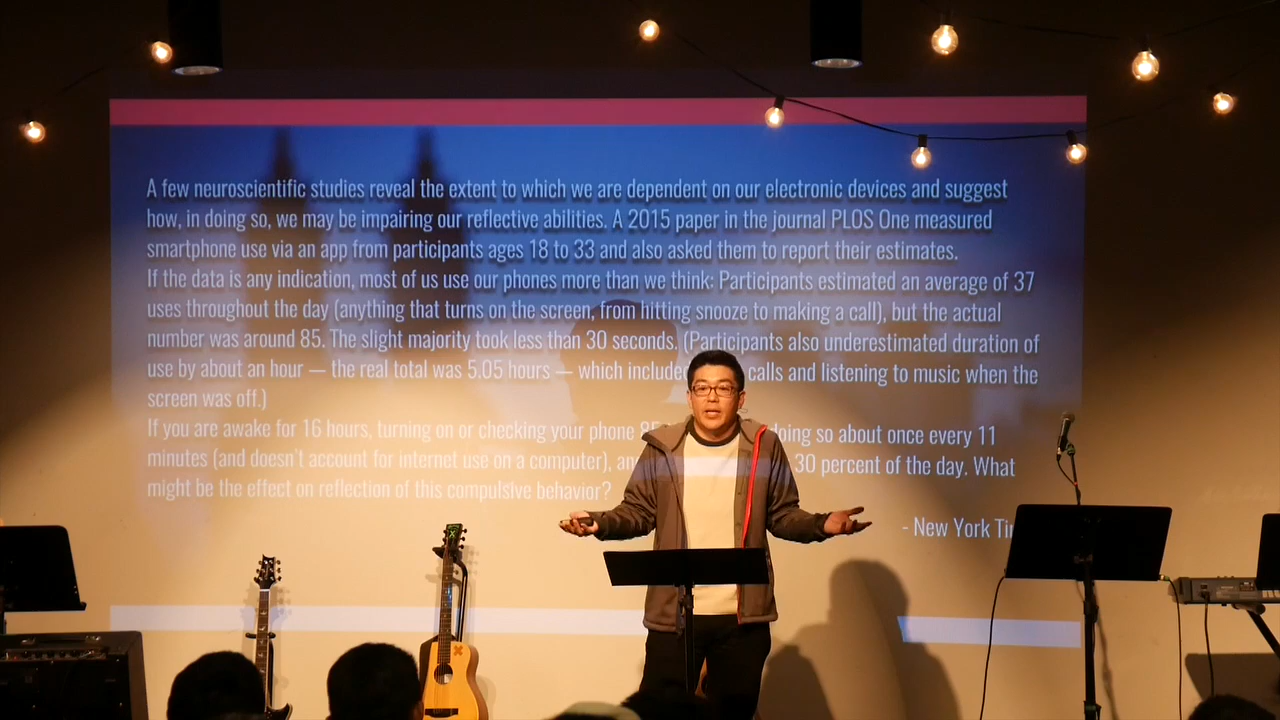 A few neuroscientific studies reveal the extent to which we are dependent on our electronic devices and suggest
how, in doing so, we may be impairing our reflective abilities. A 2015 paper in the journal PLOS One measured
smartphone use via an app from participants ages 18 to 33 and also asked them to report their estimates.
If the data is any indication, most of us use our phones more than we think: Participants estimated an average of 37
uses throughout the day (anything that turns on the screen, from hitting snooze to making a call), but the actual
number was around 85. The slight majority took less than 30 seconds. (Participants also underestimated duration of
use by about an hour — the real total was 5.05 hours — which included calls and listening to music when the
screen was off.)
If you are awake for 16 hours, turning on or checking your phone doing so about once every 11
minutes (and doesn't account for internet use on a computer), 30 percent of the day. What
might be the effect on reflection of this compulsive behavior?
- New York